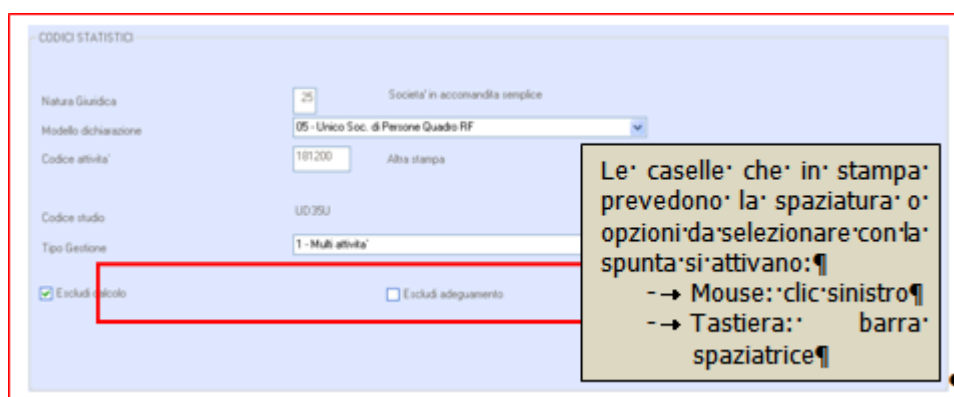 CODICI STATISTICI
Natura Giuridica 25 Societa' in accomandita semplice
Modello dichiarazione 05 - Unico Soc. di Persone Quadro RF
Codice attivita' 181200 Altra stampa
Codice studio UD35U
Tipo Gestione 1 - Multi attivita'
Escludi calcolo Escludi adeguamento
Le· caselle· che· in· stampa·
prevedono· la· spaziatura· o·
opzioni·da·selezionare·con·la·
spunta·si·attivano:¶
-→ Mouse:·clic·sinistro¶
-→ Tastiera:· barra·
spaziatrice¶